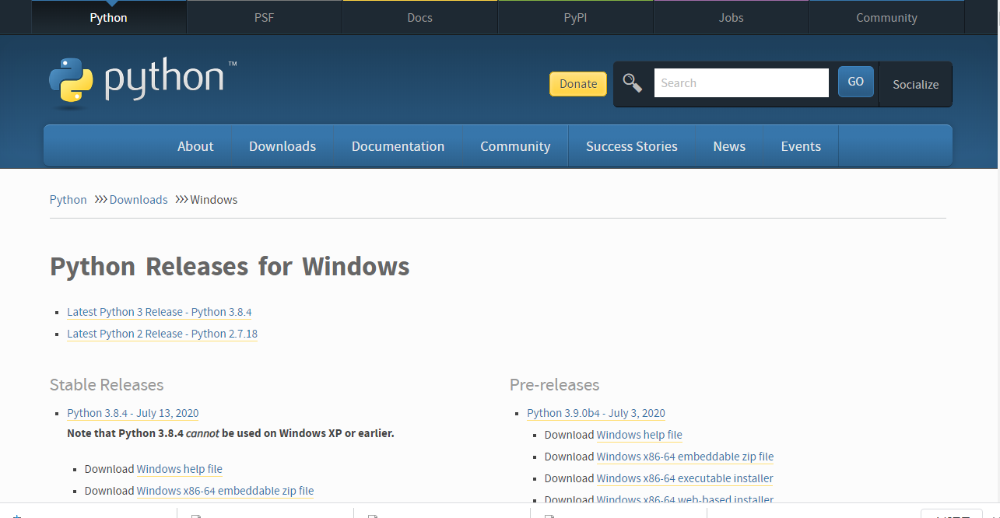 Python PSF Docs PyPI Jobs Community
python™
Donate Search GO Socialize
About Downloads Documentation Community Success Stories News Events
Python >>> Downloads >>> Windows
Python Releases for Windows
Latest Python 3 Release - Python 3.8.4
Latest Python 2 Release - Python 2.7.18
Stable Releases
Python 3.8.4 - July 13, 2020
Note that Python 3.8.4 cannot be used on Windows XP or earlier.
Download Windows help file
Download Windows x86-64 embeddable zip file
Pre-releases
Python 3.9.0b4 - July 3, 2020
Download Windows help file
Download Windows x86-64 embeddable zip file
Download Windows x86-64 executable installer
Download Windows x86-64 web-based installer